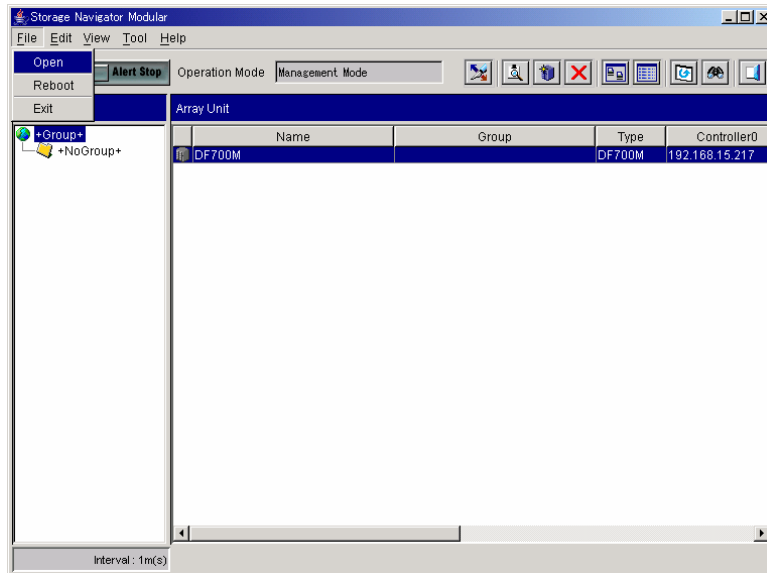 Storage Navigator Modular
File Edit View Tool Help
Open
Reboot
Exit
Alert Stop Operation Mode Management Mode
Array Unit
+Group+
+NoGroup+
Name Group Type Controller0
DF700M DF700M 192.168.15.217
Interval : 1m(s)